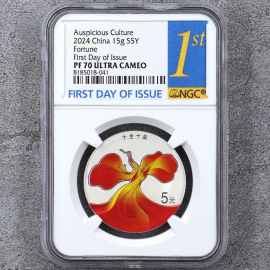 Auspicious Culture
2024 China 15g S5Y
Fortune
First Day of Issue
PF 70 ULTRA CAMEO
8185018-041
1st
FIRST DAY OF ISSUE
NGC
十全十美
5元